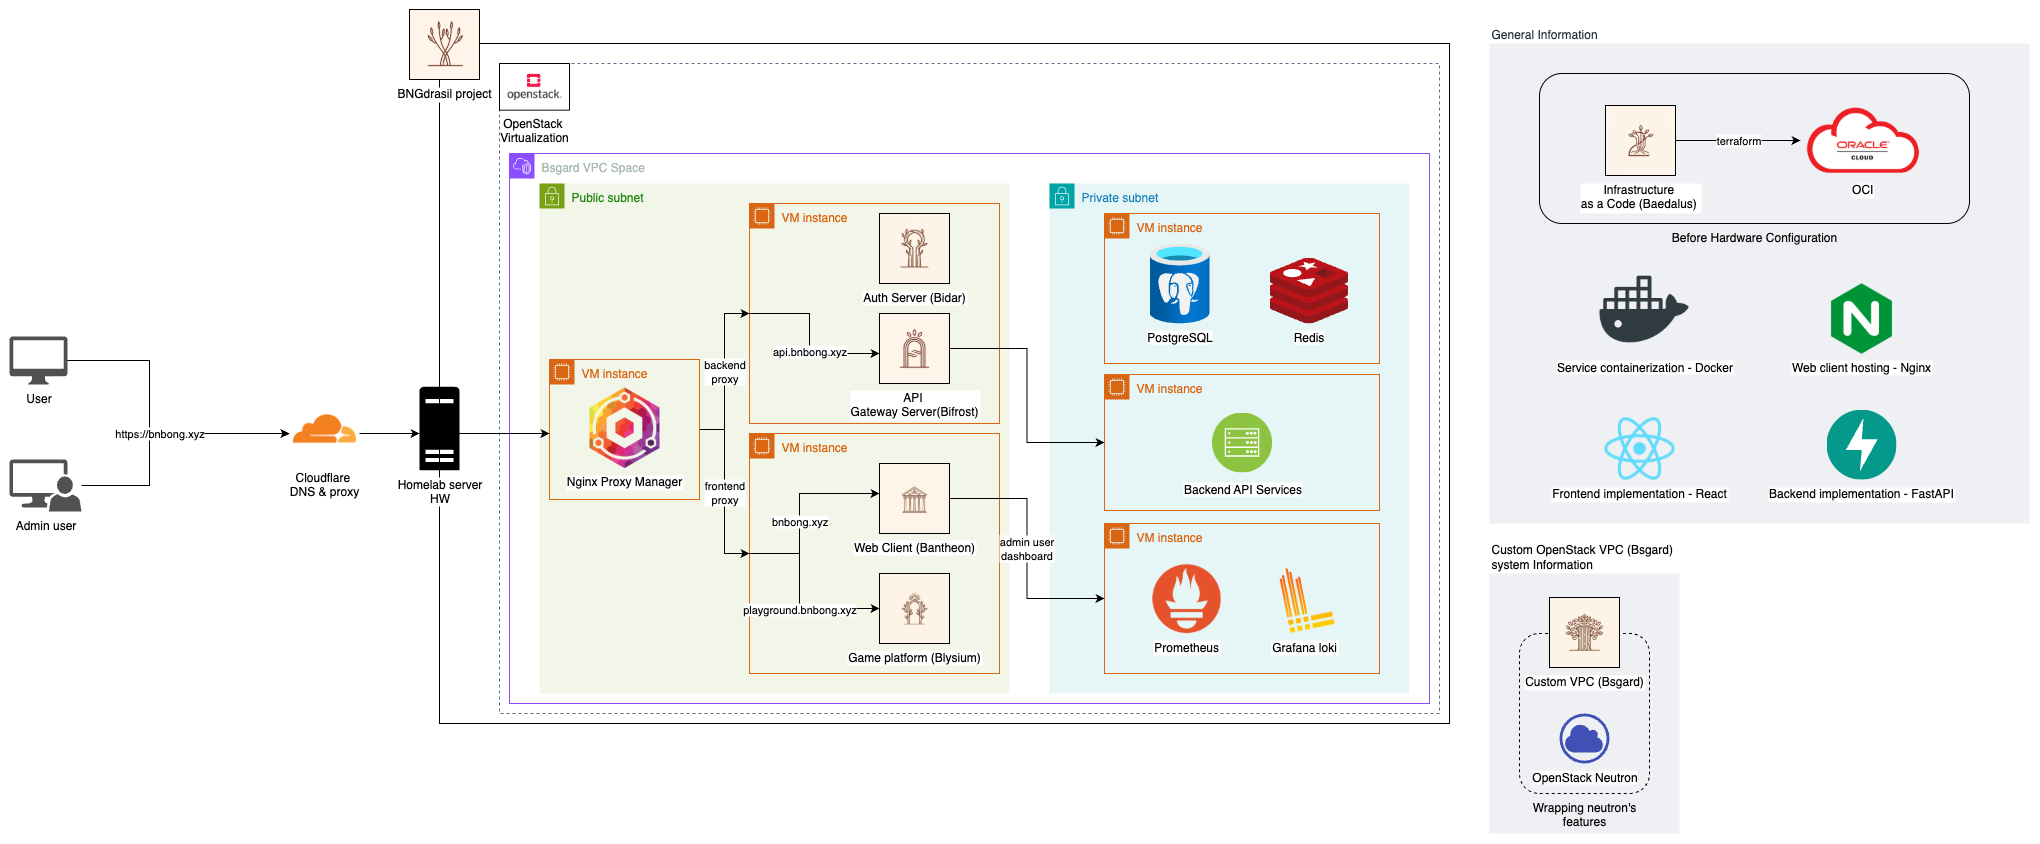 BNGdrasil project
openstack.
OpenStack
Virtualization
Bsgard VPC Space
Public subnet
VM instance
Auth Server (Bidar)
api.bnbong.xyz
API
Gateway Server(Bifrost)
backend
proxy
VM instance
Nginx Proxy Manager
frontend
proxy
VM instance
bnbong.xyz
Web Client (Bantheon)
playground.bnbong.xyz
Game platform (Blysium)
admin user
dashboard
Private subnet
VM instance
PostgreSQL
Redis
VM instance
Backend API Services
VM instance
Prometheus
Grafana loki
User
https://bnbong.xyz
Admin user
Cloudflare
DNS & proxy
Homelab server
HW
General Information
Infrastructure
as a Code (Baedalus)
terraform
ORACLE
CLOUD
OCI
Before Hardware Configuration
Service containerization - Docker
N
Web client hosting - Nginx
Frontend implementation - React
Backend implementation - FastAPI
Custom OpenStack VPC (Bsgard)
system Information
Custom VPC (Bsgard)
OpenStack Neutron
Wrapping neutron's
features